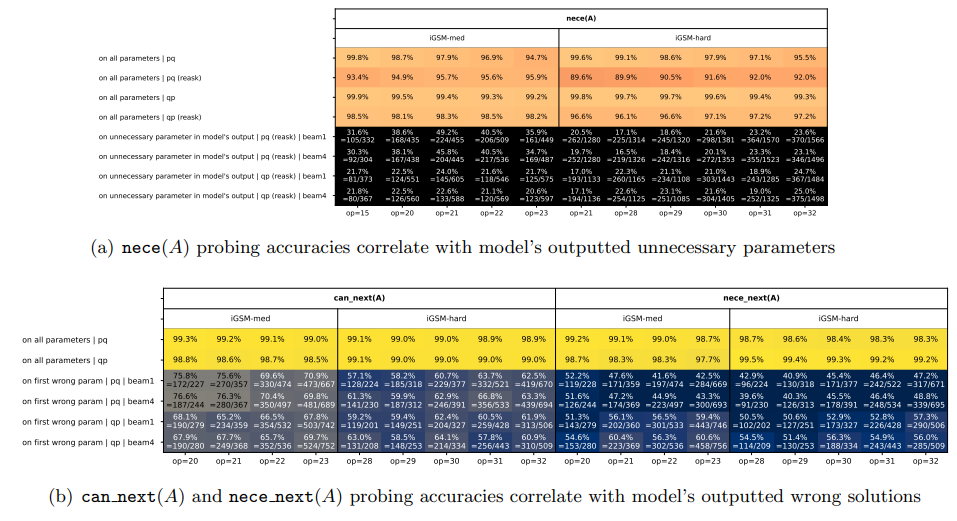 nece(A)
iGSM-med iGSM-hard
on all parameters | pq 99.8% 98.7% 97.9% 96.9% 94.7% 99.6% 99.1% 98.6% 97.9% 97.1% 95.5%
on all parameters | pq (reask) 93.4% 94.9% 95.7% 95.6% 95.9% 89.6% 89.9% 90.5% 91.6% 92.0% 92.0%
on all parameters | qp 99.9% 99.5% 99.4% 99.3% 99.2% 99.8% 99.7% 99.7% 99.6% 99.4% 99.3%
on all parameters | qp (reask) 98.5% 98.1% 98.3% 98.5% 98.2% 96.6% 96.1% 96.6% 97.1% 97.2% 97.2%
on unnecessary parameter in model's output | pq (reask) | beam1 31.6% 38.6% 49.2% 40.5% 35.9% 20.5% 17.1% 18.6% 21.6% 23.2% 23.6%
=105/332 =168/435 =224/455 =206/509 =161/449 =262/1280 =225/1314 =245/1320 =298/1381 =364/1570 =370/1566
on unnecessary parameter in model's output | pq (reask) | beam4 30.3% 38.1% 45.8% 40.5% 34.7% 19.7% 16.5% 18.4% 20.1% 23.3% 23.1%
=92/304 =167/438 =204/445 =217/536 =169/487 =252/1280 =219/1326 =242/1316 =272/1353 =355/1523 =346/1496
on unnecessary parameter in model's output | qp (reask) | beam1 21.7% 22.5% 24.0% 21.6% 21.7% 17.0% 22.3% 21.1% 21.0% 18.9% 24.7%
=81/373 =124/551 =145/605 =118/546 =125/575 =193/1133 =260/1165 =234/1108 =303/1443 =243/1285 =367/1484
on unnecessary parameter in model's output | qp (reask) | beam4 21.8% 22.5% 22.6% 21.1% 20.6% 17.1% 22.6% 23.1% 21.6% 19.0% 25.0%
=80/367 =126/560 =133/588 =120/569 =123/597 =194/1136 =254/1125 =251/1085 =304/1405 =252/1325 =375/1498
op=15 op=20 op=21 op=22 op=23 op=21 op=28 op=29 op=30 op=31 op=32
(a) nece(A) probing accuracies correlate with model's outputted unnecessary parameters
can_next(A) nece_next(A)
iGSM-med iGSM-hard iGSM-med iGSM-hard
on all parameters | pq 99.3% 99.2% 99.1% 99.0% 99.1% 99.0% 99.0% 98.9% 98.9% 99.2% 99.1% 99.0% 98.7% 98.7% 98.6% 98.4% 98.3% 98.3%
on all parameters | qp 98.8% 98.6% 98.7% 98.5% 99.1% 99.0% 99.0% 99.0% 99.0% 98.7% 98.3% 98.3% 97.7% 99.5% 99.4% 99.3% 99.2% 99.2%
on first wrong param | pq | beam1 75.8% 75.6% 69.6% 70.9% 57.1% 58.2% 60.7% 63.7% 62.5% 52.2% 47.6% 41.6% 42.5% 42.9% 40.9% 45.4% 46.4% 47.2%
=172/227 =270/357 =330/474 =473/667 =128/224 =185/318 =229/377 =332/521 =419/670 =119/228 =171/359 =197/474 =284/669 =96/224 =130/318 =171/377 =242/522 =317/671
on first wrong param | pq | beam4 76.6% 76.3% 70.4% 69.8% 61.3% 59.9% 62.9% 66.8% 63.3% 51.6% 47.2% 44.9% 43.3% 39.6% 40.3% 45.5% 46.4% 48.8%
=187/244 =280/367 =350/497 =481/689 =141/230 =187/312 =246/391 =356/533 =439/694 =126/244 =174/369 =223/497 =300/693 =91/230 =126/313 =178/391 =248/534 =339/695
on first wrong param | qp | beam1 68.1% 65.2% 66.5% 67.8% 59.2% 59.4% 62.4% 60.5% 61.9% 51.3% 56.1% 56.5% 59.4% 50.5% 50.6% 52.9% 52.8% 57.3%
=190/279 =234/359 =354/532 =503/742 =119/201 =149/251 =204/327 =259/428 =313/506 =143/279 =202/360 =301/533 =443/746 =102/202 =127/251 =173/327 =226/428 =290/506
on first wrong param | qp | beam4 67.9% 67.7% 65.7% 69.7% 63.0% 58.5% 64.1% 57.8% 60.9% 54.6% 60.4% 56.3% 60.6% 54.5% 51.4% 56.3% 54.9% 56.0%
=190/280 =249/368 =352/536 =524/752 =131/208 =148/253 =214/334 =256/443 =310/509 =153/280 =223/369 =302/536 =458/756 =114/209 =130/253 =188/334 =243/443 =285/509
op=20 op=21 op=22 op=23 op=28 op=29 op=30 op=31 op=32 op=20 op=21 op=22 op=23 op=28 op=29 op=30 op=31 op=32
(b) can_next(A) and nece_next(A) probing accuracies correlate with model's outputted wrong solutions